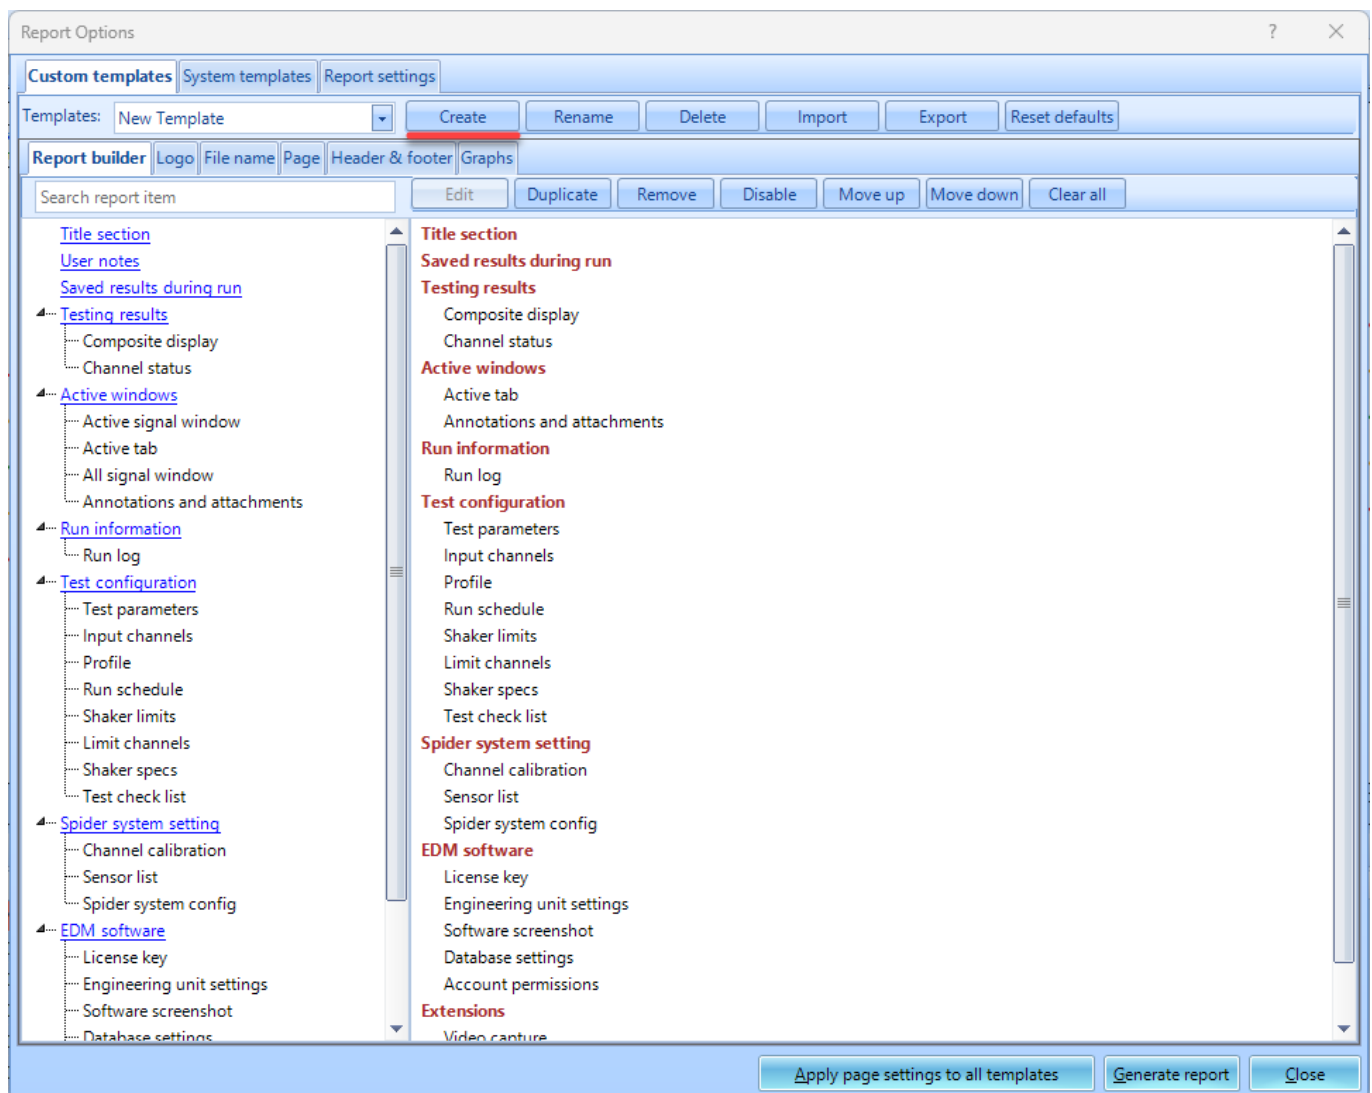 Report Options ?
Custom templates System templates Report settings
Templates: New Template Create Rename Delete Import Export Reset defaults
Report builder Logo File name Page Header & footer Graphs
Search report item Edit Duplicate Remove Disable Move up Move down Clear all
Title section
User notes
Saved results during run
Testing results
Composite display
Channel status
Active windows
Active signal window
Active tab
All signal window
Annotations and attachments
Run information
Run log
Test configuration
Test parameters
Input channels
Profile
Run schedule
Shaker limits
Limit channels
Shaker specs
Test check list
Spider system setting
Channel calibration
Sensor list
Spider system config
EDM software
License key
Engineering unit settings
Software screenshot
Database settings
Title section
Saved results during run
Testing results
Composite display
Channel status
Active windows
Active tab
Annotations and attachments
Run information
Run log
Test configuration
Test parameters
Input channels
Profile
Run schedule
Shaker limits
Limit channels
Shaker specs
Test check list
Spider system setting
Channel calibration
Sensor list
Spider system config
EDM software
License key
Engineering unit settings
Software screenshot
Database settings
Account permissions
Extensions
Video capture
Apply page settings to all templates Generate report Close